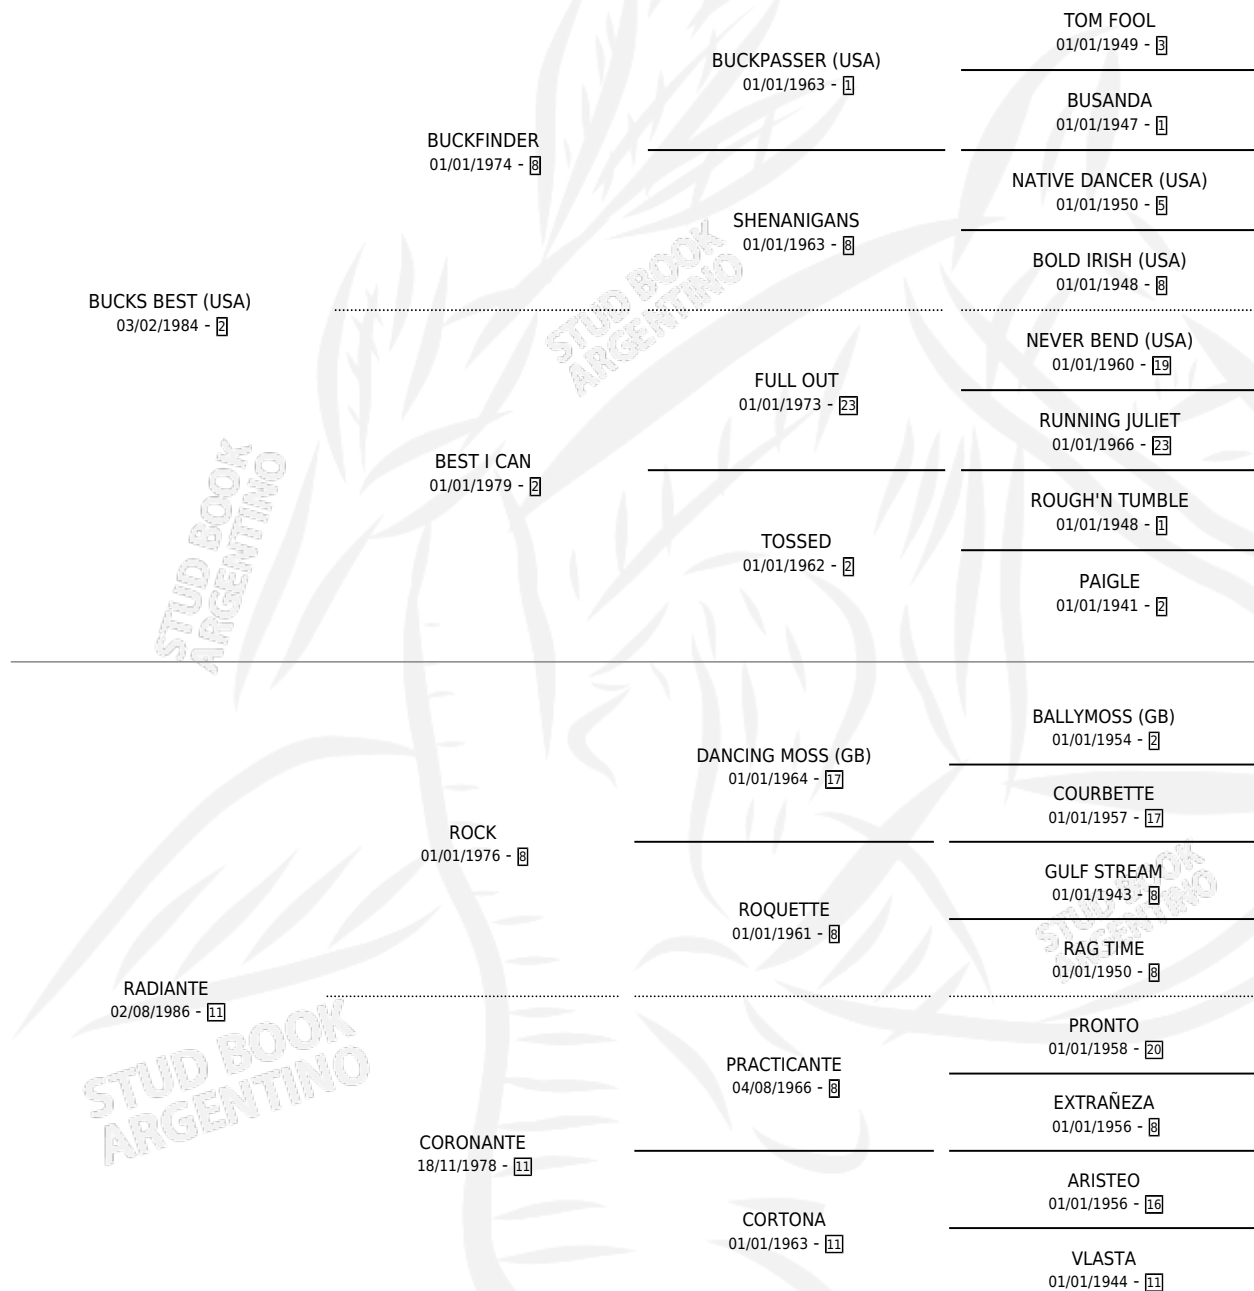 TOM FOOL
01/01/1949 - 3
BUCKPASSER (USA)
01/01/1963 - 1
BUSANDA
01/01/1947 - 1
BUCKFINDER
01/01/1974 - 8
NATIVE DANCER (USA)
01/01/1950 - 5
SHENANIGANS
01/01/1963 - 8
BOLD IRISH (USA)
01/01/1948 - 8
BUCKS BEST (USA)
03/02/1984 - 2
STUD BOOK
ARGENTINO
NEVER BEND (USA)
01/01/1960 - 19
FULL OUT
01/01/1973 - 23
RUNNING JULIET
01/01/1966 - 23
BEST I CAN
01/01/1979 - 2
ROUGH'N TUMBLE
01/01/1948 - 1
TOSSED
01/01/1962 - 2
PAIGLE
01/01/1941 - 2
STUD BOOK
ARGENTINO
BALLYMOSS (GB)
01/01/1954 - 2
DANCING MOSS (GB)
01/01/1964 - 17
COURBETTE
01/01/1957 - 17
ROCK
01/01/1976 - 8
GULF STREAM
01/01/1943 - 8
STUD BOOK
ARGENTINO
ROQUETTE
01/01/1961 - 8
RAG TIME
01/01/1950 - 8
RADIANTE
02/08/1986 - 11
STUD BOOK
ARGENTINO
PRONTO
01/01/1958 - 20
PRACTICANTE
04/08/1966 - 8
EXTRAÑEZA
01/01/1956 - 8
CORONANTE
18/11/1978 - 11
ARISTEO
01/01/1956 - 16
CORTONA
01/01/1963 - 11
VLASTA
01/01/1944 - 11